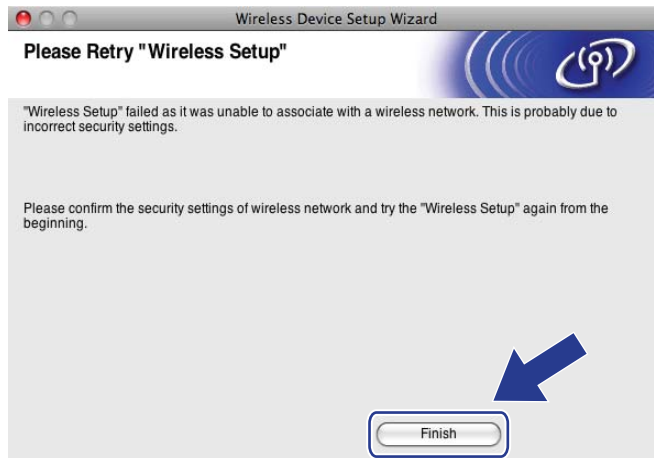 Wireless Device Setup Wizard
Please Retry "Wireless Setup"
"Wireless Setup" failed as it was unable to associate with a wireless network. This is probably due to
incorrect security settings.
Please confirm the security settings of wireless network and try the "Wireless Setup" again from the
beginning.
Finish